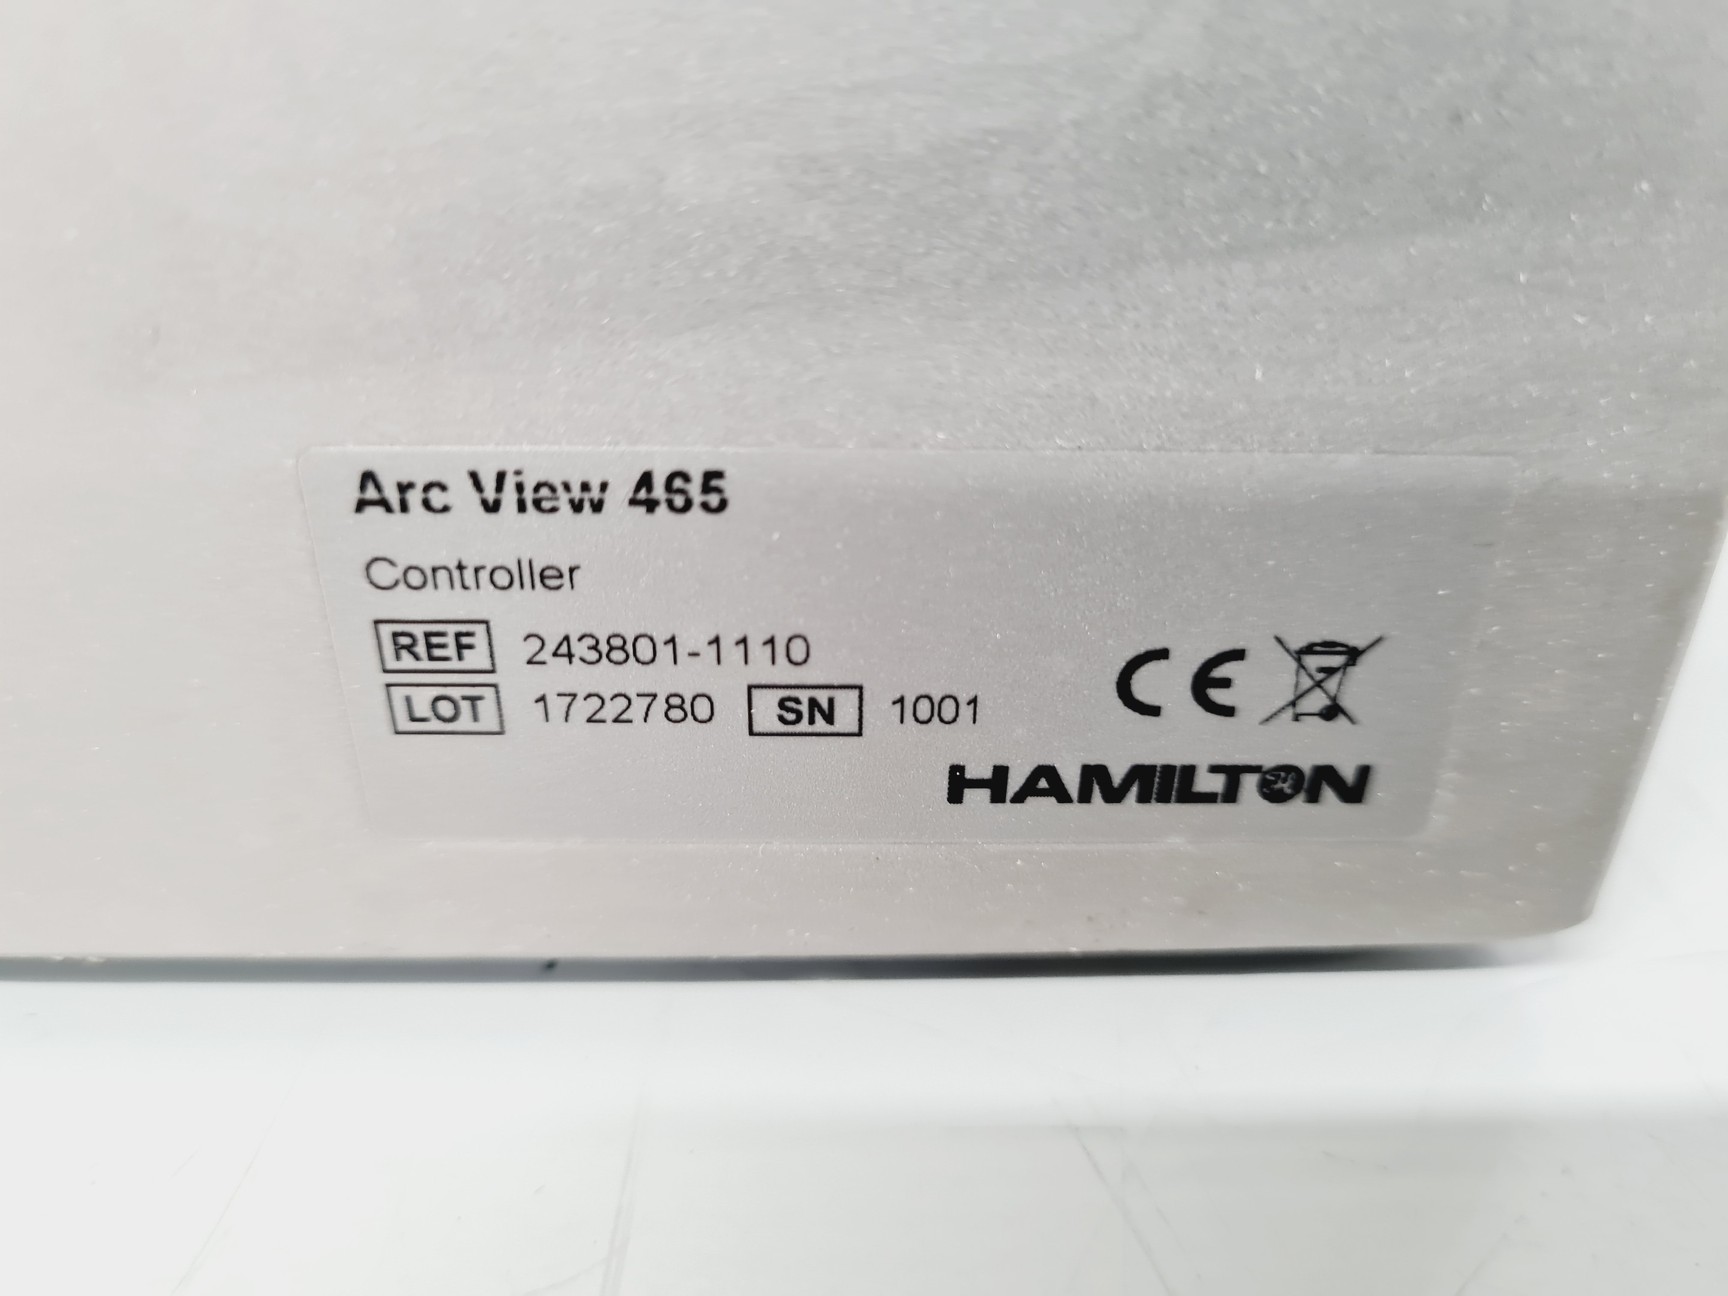 Arc View 465
Controller
REF 243801-1110
LOT 1722780 SN 1001
CE
HAMILTON